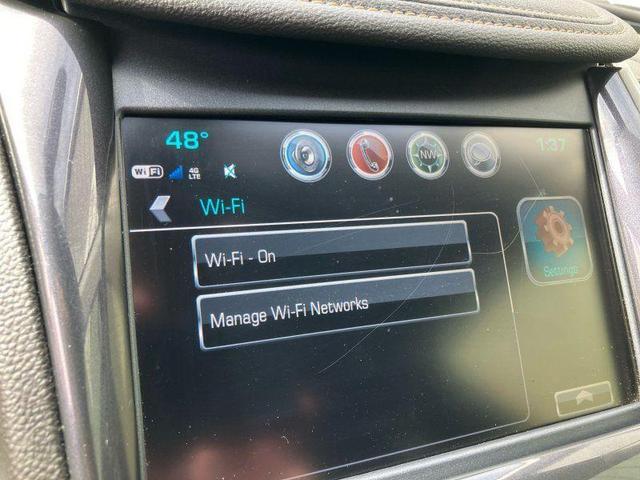 48°
NW
1:37
Wi Fi
4G
LTE
Wi-Fi
Wi-Fi - On
Manage Wi-Fi Networks
Settings